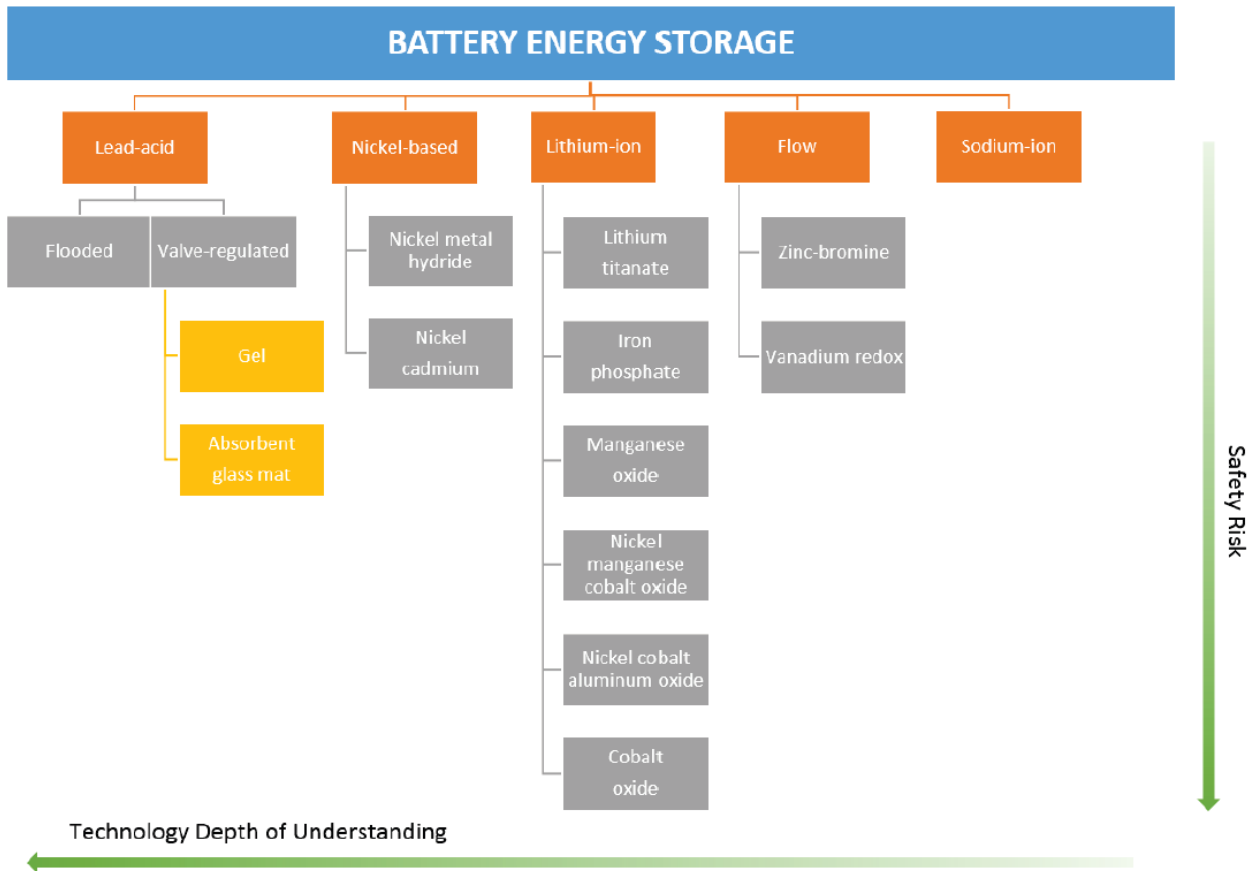 BATTERY ENERGY STORAGE
Lead-acid
Nickel-based
Lithium-ion
Flow
Sodium-ion
Flooded
Valve-regulated
Gel
Absorbent
glass mat
Nickel metal
hydride
Nickel
cadmium
Lithium
titanate
Iron
phosphate
Manganese
oxide
Nickel
manganese
cobalt oxide
Nickel cobalt
aluminum oxide
Cobalt
oxide
Zinc-bromine
Vanadium redox
Safety Risk
Technology Depth of Understanding